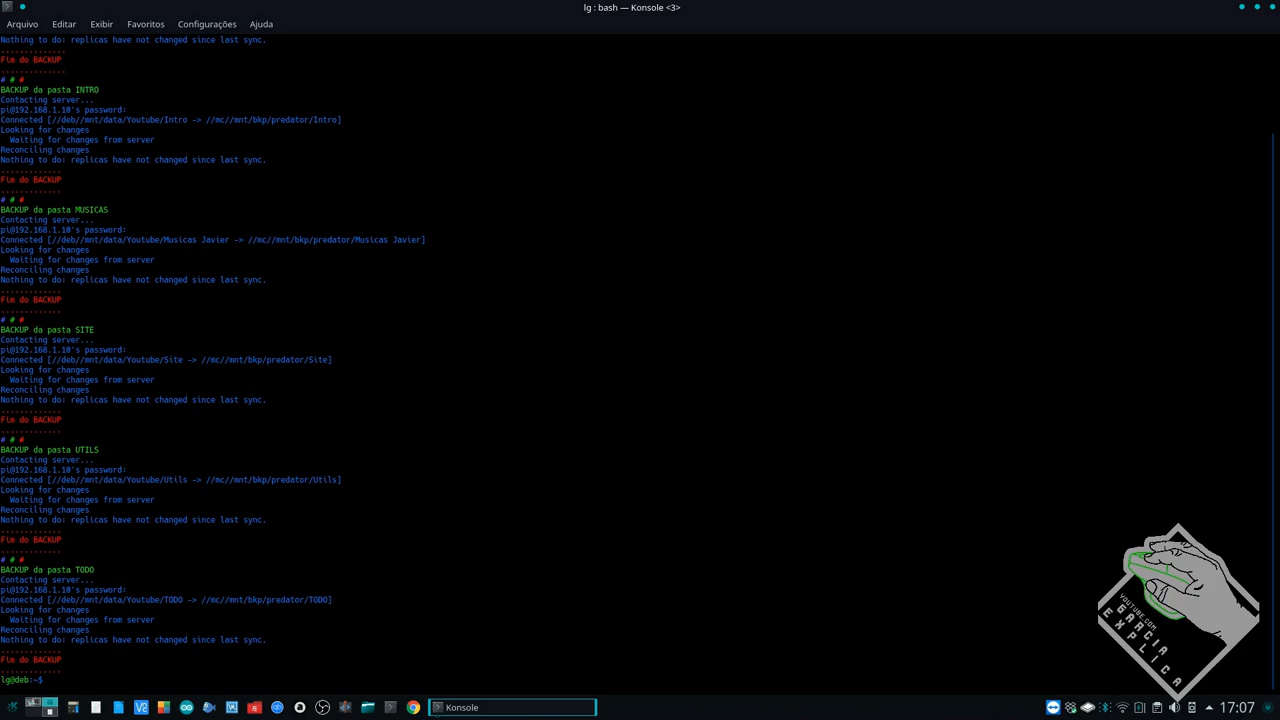 lg : bash — Konsole <3>
Arquivo Editar Exibir Favoritos Configurações Ajuda
Nothing to do: replicas have not changed since last sync.
..............
Fim do BACKUP
..............
# # #
BACKUP da pasta INTRO
Contacting server...
pi@192.168.1.10's password:
Connected [//deb//mnt/data/Youtube/Intro -> //mc//mnt/bkp/predator/Intro]
Looking for changes
Waiting for changes from server
Reconciling changes
Nothing to do: replicas have not changed since last sync.
.............
Fim do BACKUP
.............
# # #
BACKUP da pasta MUSICAS
Contacting server...
pi@192.168.1.10's password:
Connected [//deb//mnt/data/Youtube/Musicas Javier -> //mc//mnt/bkp/predator/Musicas Javier]
Looking for changes
Waiting for changes from server
Reconciling changes
Nothing to do: replicas have not changed since last sync.
.............
Fim do BACKUP
.............
# # #
BACKUP da pasta SITE
Contacting server...
pi@192.168.1.10's password:
Connected [//deb//mnt/data/Youtube/Site -> //mc//mnt/bkp/predator/Site]
Looking for changes
Waiting for changes from server
Reconciling changes
Nothing to do: replicas have not changed since last sync.
.............
Fim do BACKUP
.............
# # #
BACKUP da pasta UTILS
Contacting server...
pi@192.168.1.10's password:
Connected [//deb//mnt/data/Youtube/Utils -> //mc//mnt/bkp/predator/Utils]
Looking for changes
Waiting for changes from server
Reconciling changes
Nothing to do: replicas have not changed since last sync.
.............
Fim do BACKUP
.............
# # #
BACKUP da pasta TODO
Contacting server...
pi@192.168.1.10's password:
Connected [//deb//mnt/data/Youtube/TODO -> //mc//mnt/bkp/predator/TODO]
Looking for changes
Waiting for changes from server
Reconciling changes
Nothing to do: replicas have not changed since last sync.
.............
Fim do BACKUP
.............
lg@deb:~$
YOUTUBE.COM
GARCIA
EXPLICA
Konsole
17:07